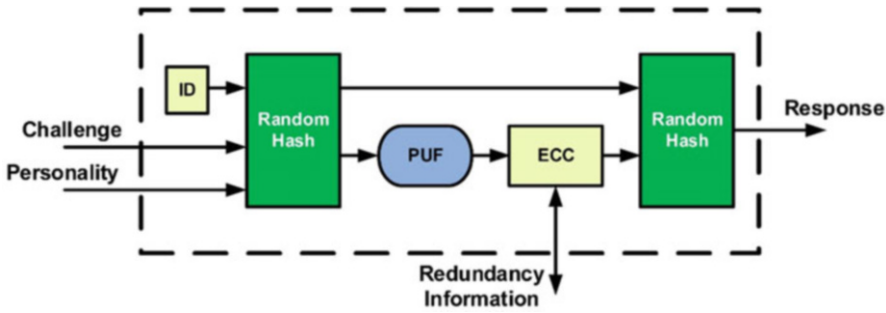 ID
Challenge
Personality
Random
Hash
PUF
ECC
Random
Hash
Response
Redundancy
Information